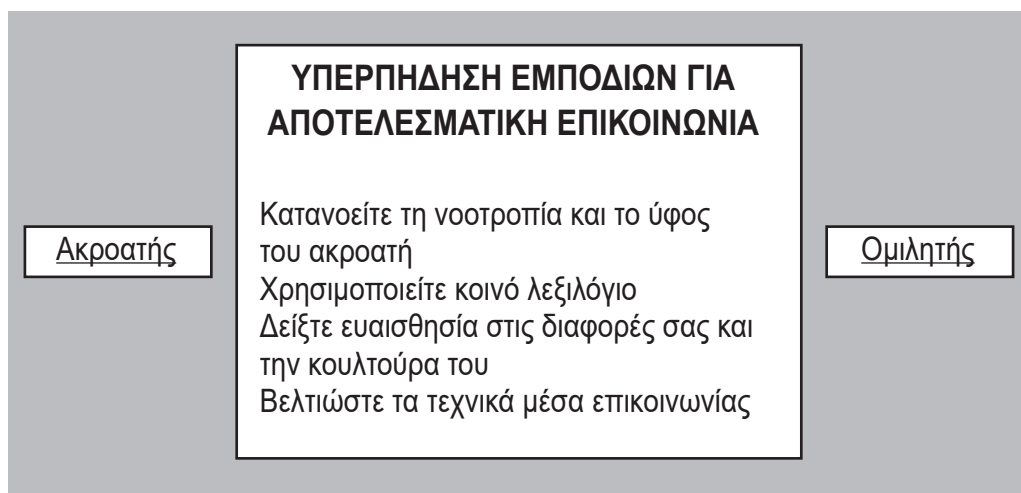 ΥΠΕΡΠΗΔΗΣΗ ΕΜΠΟΔΙΩΝ ΓΙΑ
ΑΠΟΤΕΛΕΣΜΑΤΙΚΗ ΕΠΙΚΟΙΝΩΝΙΑ
Ακροατής
Κατανοείτε τη νοοτροπία και το ύφος
του ακροατή
Χρησιμοποιείτε κοινό λεξιλόγιο
Δείξτε ευαισθησία στις διαφορές σας και
την κουλτούρα του
Βελτιώστε τα τεχνικά μέσα επικοινωνίας
Ομιλητής